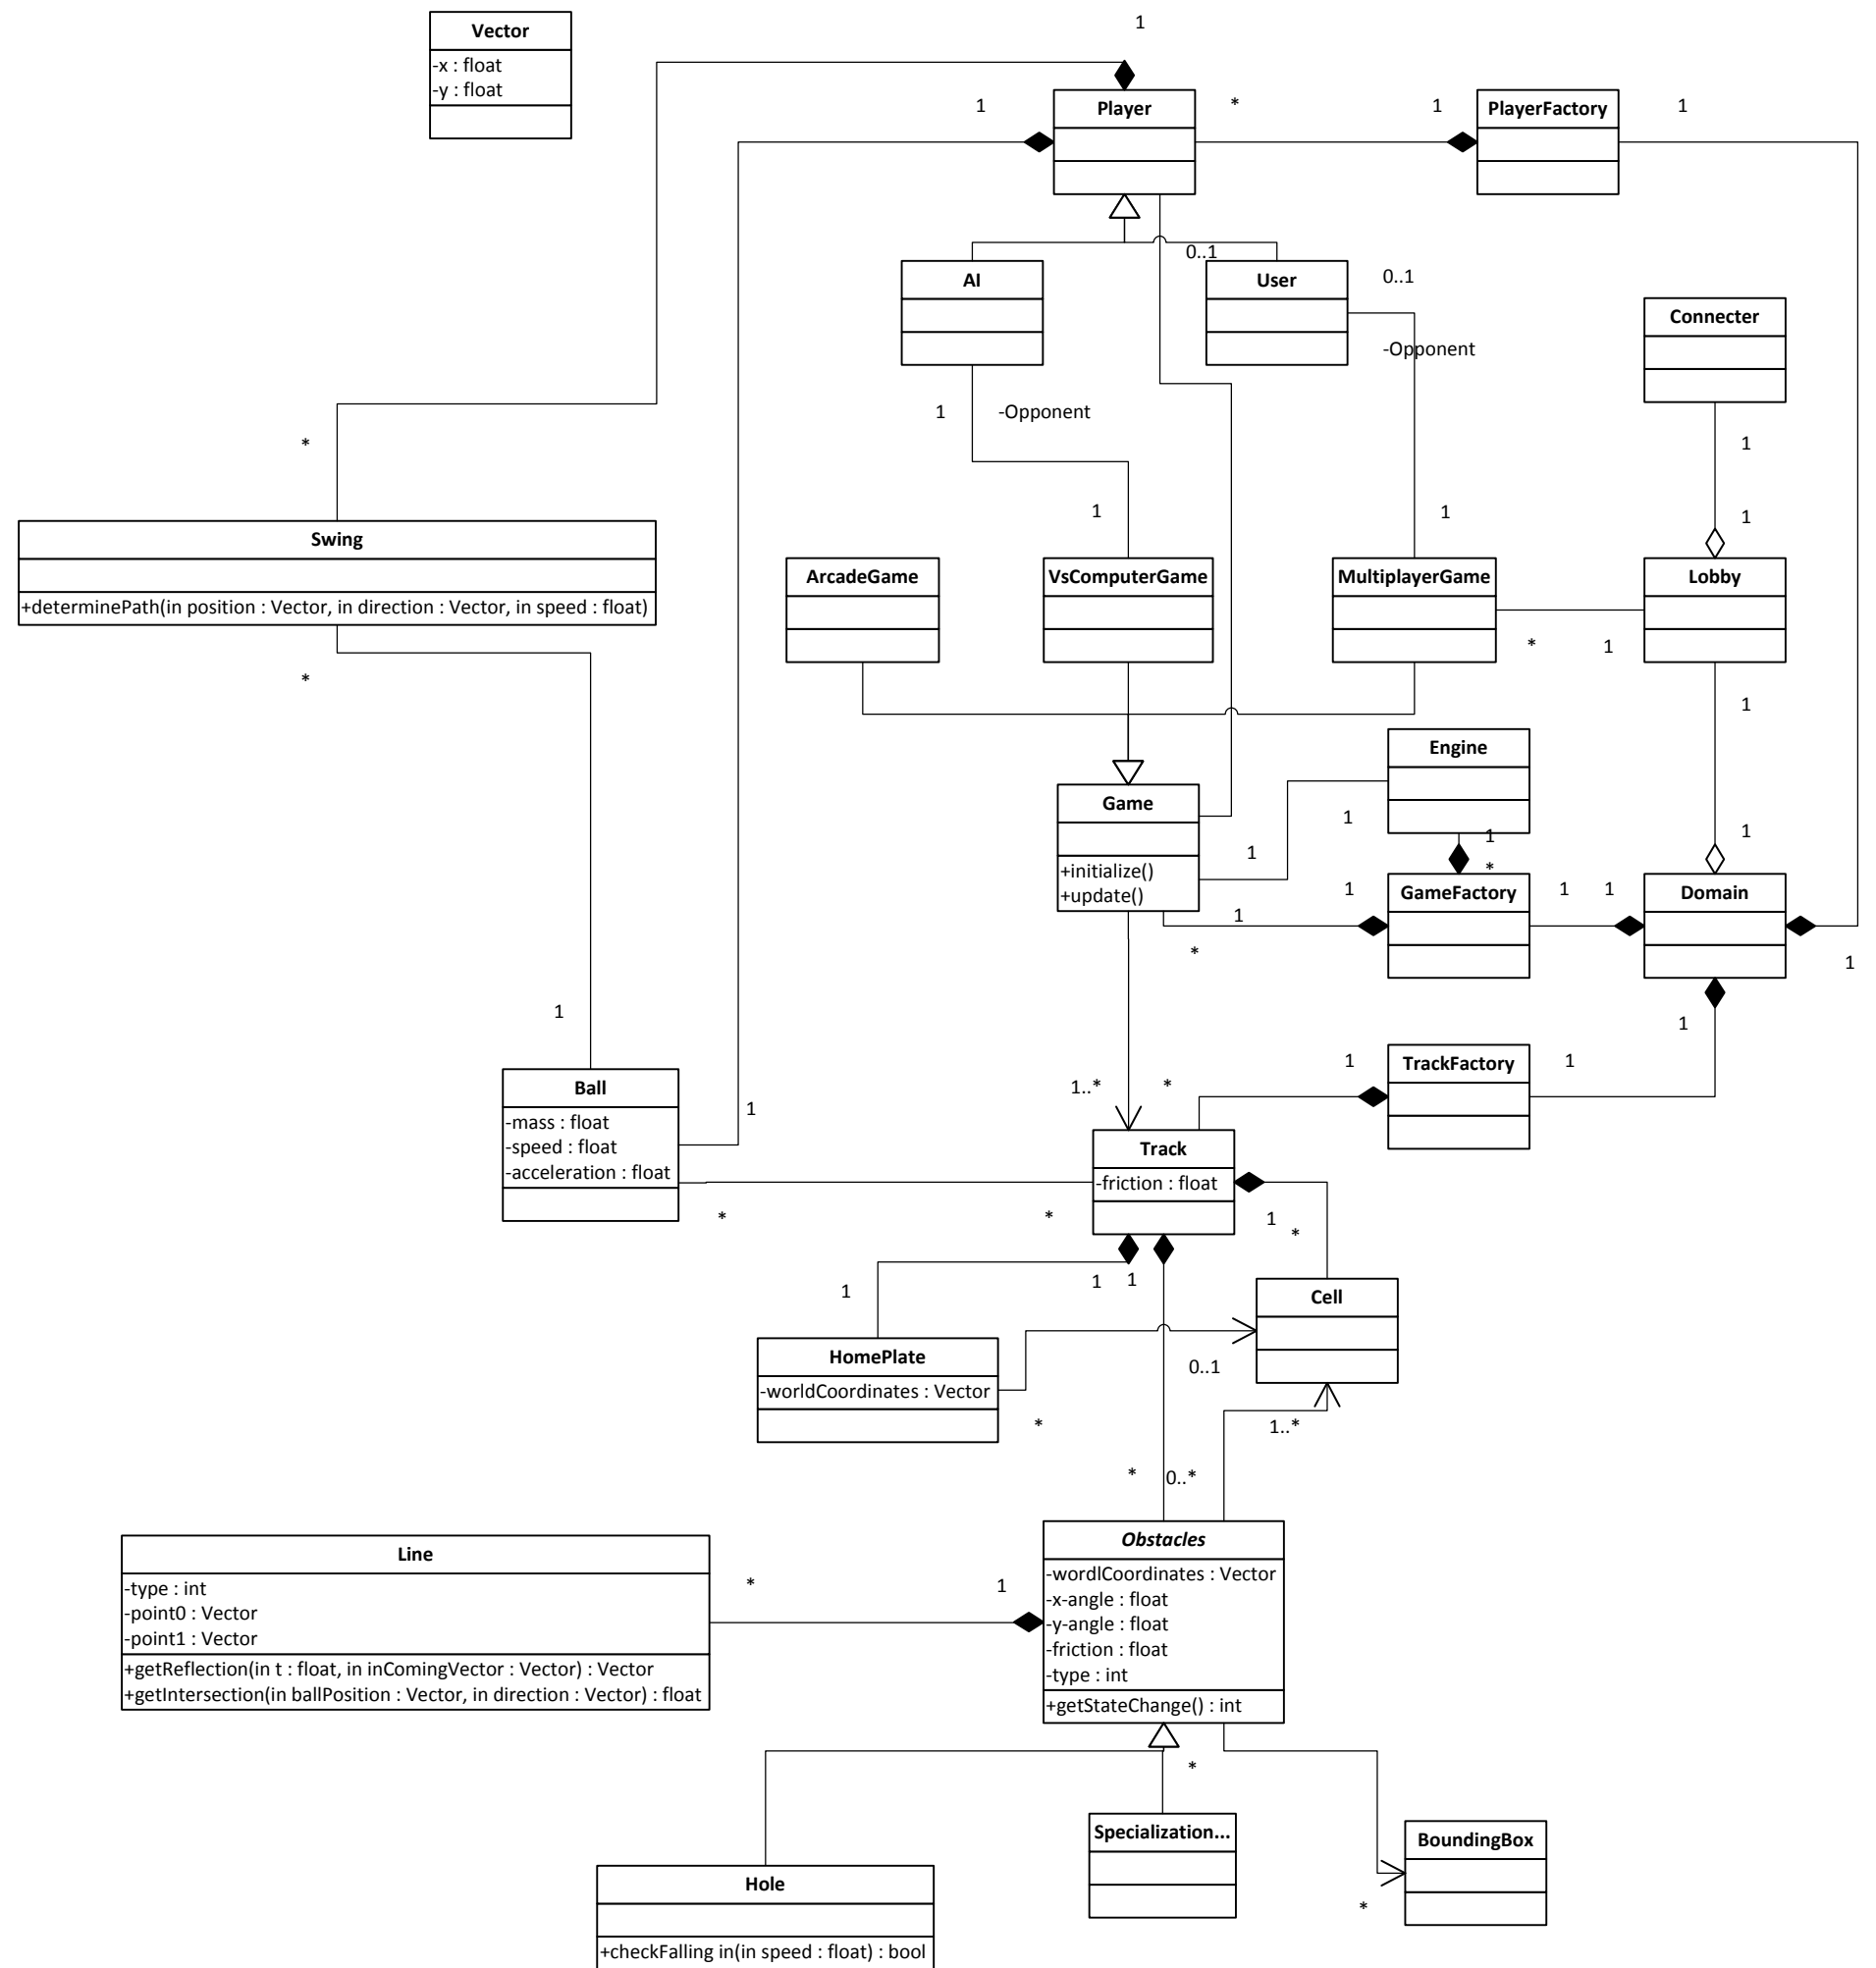 1
Vector
-x : float
-y : float
1
Player
*
1
PlayerFactory
1
0..1
AI
User
0..1
Connecter
-Opponent
1
-Opponent
*
1
1
1
1
Swing
+determinePath(in position : Vector, in direction : Vector, in speed : float)
ArcadeGame
VsComputerGame
MultiplayerGame
Lobby
*
1
*
1
Engine
Game
+initialize()
+update()
1
1
1
1
*
1
GameFactory
1
1
Domain
1
*
1
1
1
1
1
TrackFactory
1
1..*
*
Ball
-mass : float
-speed : float
-acceleration : float
1
Track
-friction : float
*
*
1
*
1
1
1
Cell
HomePlate
-worldCoordinates : Vector
0..1
*
1..*
*
0..*
Line
-type : int
-point0 : Vector
-point1 : Vector
+getReflection(in t : float, in inComingVector : Vector) : Vector
+getIntersection(in ballPosition : Vector, in direction : Vector) : float
*
1
Obstacles
-wordlCoordinates : Vector
-x-angle : float
-y-angle : float
-friction : float
-type : int
+getStateChange() : int
*
Specialization...
BoundingBox
*
Hole
+checkFalling in(in speed : float) : bool